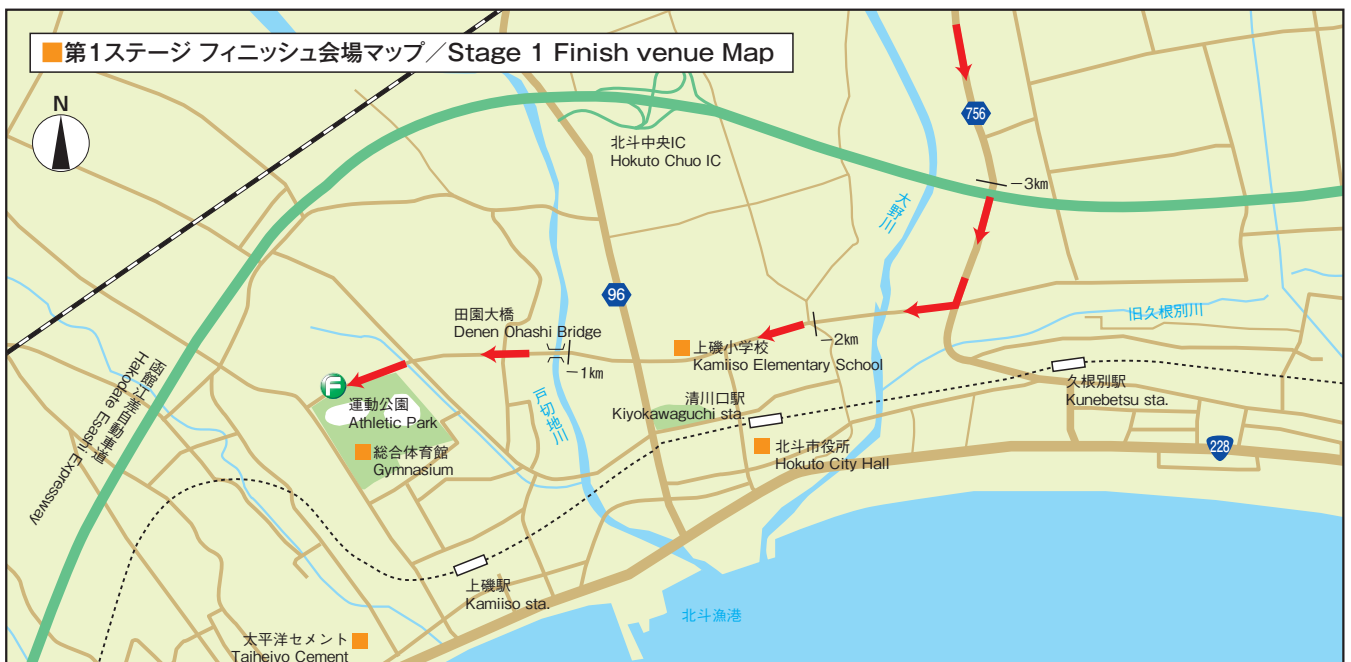 第1ステージ フィニッシュ会場マップ／Stage 1 Finish venue Map
N
756
北斗中央IC
Hokuto Chuo IC
−3km
大野川
96
田園大橋
Denen Ohashi Bridge
旧久根別川
上磯小学校
Kamiiso Elementary School
−2km
−1km
久根別駅
Kunebetsu sta.
F
運動公園
Athletic Park
清川口駅
Kiyokawaguchi sta.
戸切地川
函館江差自動車道
Hakodate Esashi Expressway
総合体育館
Gymnasium
北斗市役所
Hokuto City Hall
228
上磯駅
Kamiiso sta.
北斗漁港
太平洋セメント
Taiheiyo Cement